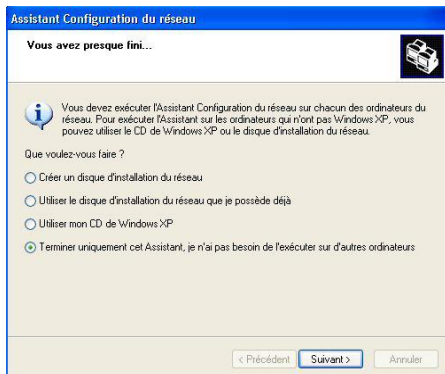 Assistant Configuration du réseau
Vous avez presque fini...
Vous devez exécuter l'Assistant Configuration du réseau sur chacun des ordinateurs du
réseau. Pour exécuter l'Assistant sur les ordinateurs qui n'ont pas Windows XP, vous
pouvez utiliser le CD de Windows XP ou le disque d'installation du réseau.
Que voulez-vous faire ?
Créer un disque d'installation du réseau
Utiliser le disque d'installation du réseau que je possède déjà
Utiliser mon CD de Windows XP
Terminer uniquement cet Assistant, je n'ai pas besoin de l'exécuter sur d'autres ordinateurs
< Précédent Suivant > Annuler